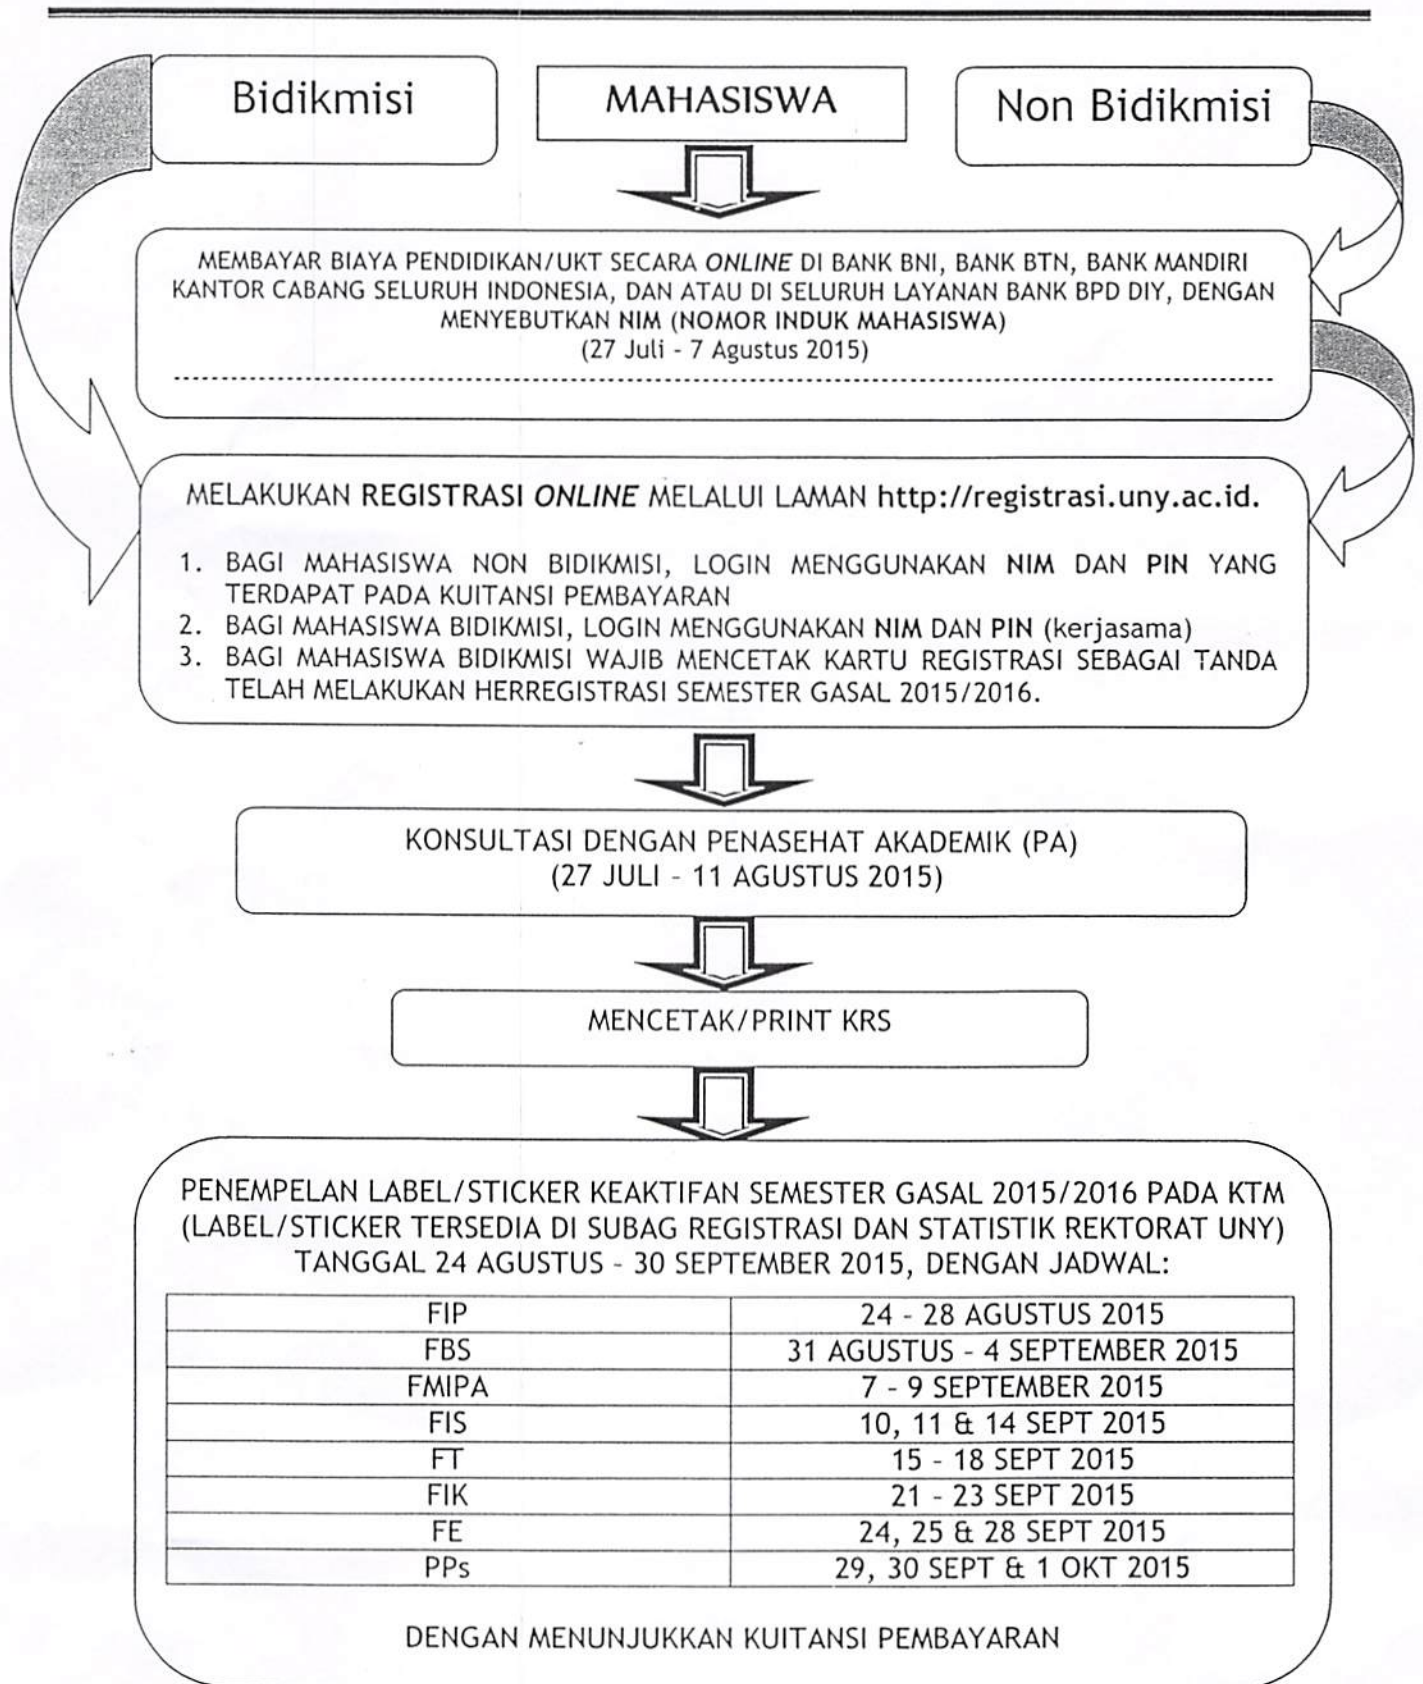 Bidikmisi
MAHASISWA
Non Bidikmisi
MEMBAYAR BIAYA PENDIDIKAN/UKT SECARA ONLINE DI BANK BNI, BANK BTN, BANK MANDIRI
KANTOR CABANG SELURUH INDONESIA, DAN ATAU DI SELURUH LAYANAN BANK BPD DIY, DENGAN
MENYEBUTKAN NIM (NOMOR INDUK MAHASISWA)
(27 Juli - 7 Agustus 2015)
MELAKUKAN REGISTRASI ONLINE MELALUI LAMAN http://registrasi.uny.ac.id.
1. BAGI MAHASISWA NON BIDIKMISI, LOGIN MENGGUNAKAN NIM DAN PIN YANG
TERDAPAT PADA KUITANSI PEMBAYARAN
2. BAGI MAHASISWA BIDIKMISI, LOGIN MENGGUNAKAN NIM DAN PIN (kerjasama)
3. BAGI MAHASISWA BIDIKMISI WAJIB MENCETAK KARTU REGISTRASI SEBAGAI TANDA
TELAH MELAKUKAN HERREGISTRASI SEMESTER GASAL 2015/2016.
KONSULTASI DENGAN PENASEHAT AKADEMIK (PA)
(27 JULI - 11 AGUSTUS 2015)
MENCETAK/PRINT KRS
PENEMPELAN LABEL/STICKER KEAKTIFAN SEMESTER GASAL 2015/2016 PADA KTM
(LABEL/STICKER TERSEDIA DI SUBAG REGISTRASI DAN STATISTIK REKTORAT UNY)
TANGGAL 24 AGUSTUS - 30 SEPTEMBER 2015, DENGAN JADWAL:
FIP 24 - 28 AGUSTUS 2015
FBS 31 AGUSTUS - 4 SEPTEMBER 2015
FMIPA 7 - 9 SEPTEMBER 2015
FIS 10, 11 & 14 SEPT 2015
FT 15 - 18 SEPT 2015
FIK 21 - 23 SEPT 2015
FE 24, 25 & 28 SEPT 2015
PPs 29, 30 SEPT & 1 OKT 2015
DENGAN MENUNJUKKAN KUITANSI PEMBAYARAN